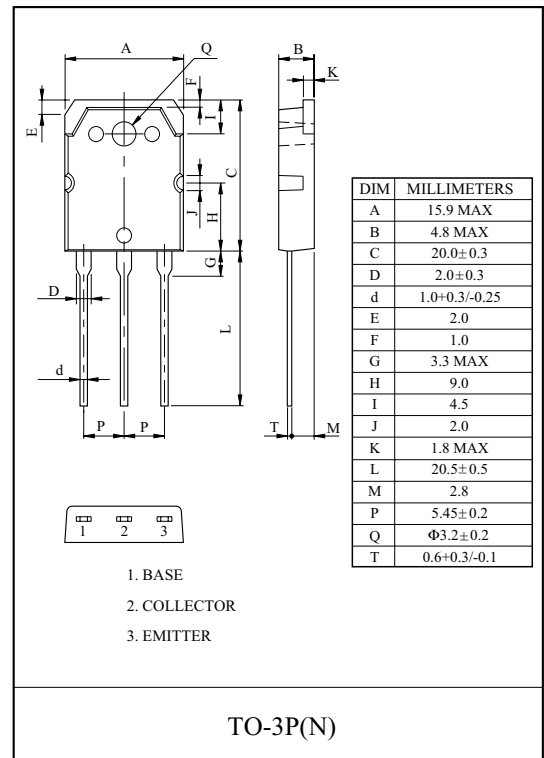 A
Q
B
F
K
E
I
C
J
H
G
D
L
d
P P
T M
DIM MILLIMETERS
A 15.9 MAX
B 4.8 MAX
C 20.0±0.3
D 2.0±0.3
d 1.0+0.3/-0.25
E 2.0
F 1.0
G 3.3 MAX
H 9.0
I 4.5
J 2.0
K 1.8 MAX
L 20.5±0.5
M 2.8
P 5.45±0.2
Q Φ3.2±0.2
T 0.6+0.3/-0.1
1 2 3
1. BASE
2. COLLECTOR
3. EMITTER
TO-3P(N)